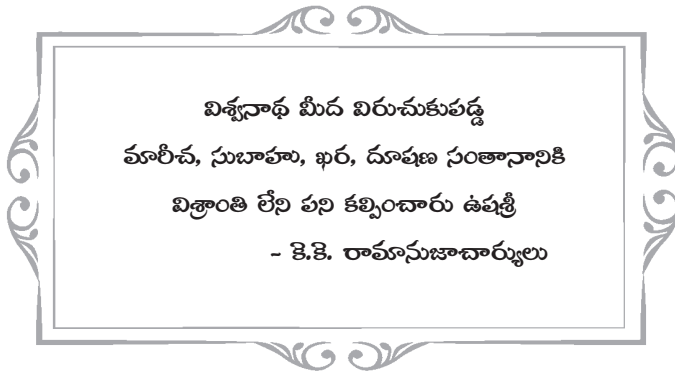 విశ్వనాథ మీద విరుచుకుపడ్డ
మారీచ, సుబాహు, ఖర, దూషణ సంతానానికి
విశ్రాంతి లేని పని కల్పించారు ఉషశ్రీ
- కె.కె. రామానుజాచార్యులు